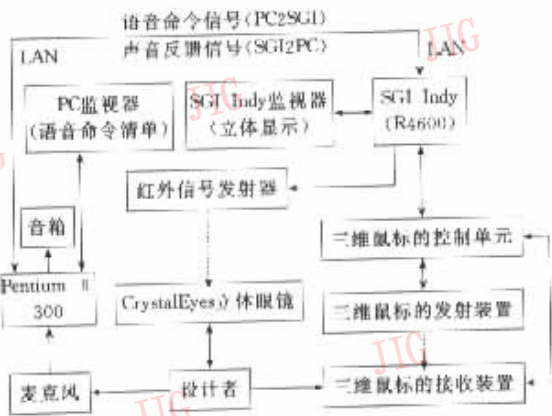 语音命令信号(PC2SGI)
声音反馈信号(SGI2PC)
LAN
LAN
PC监视器
(语音命令清单)
SGI Indy监视器
(立体显示)
SGI Indy
(R4600)
红外信号发射器
音箱
三维鼠标的控制单元
Pentium Ⅱ
300
CrystalEyes立体眼镜
三维鼠标的发射装置
麦克风
设计者
三维鼠标的接收装置
JIG
JIG
JIG
JIG
JIG